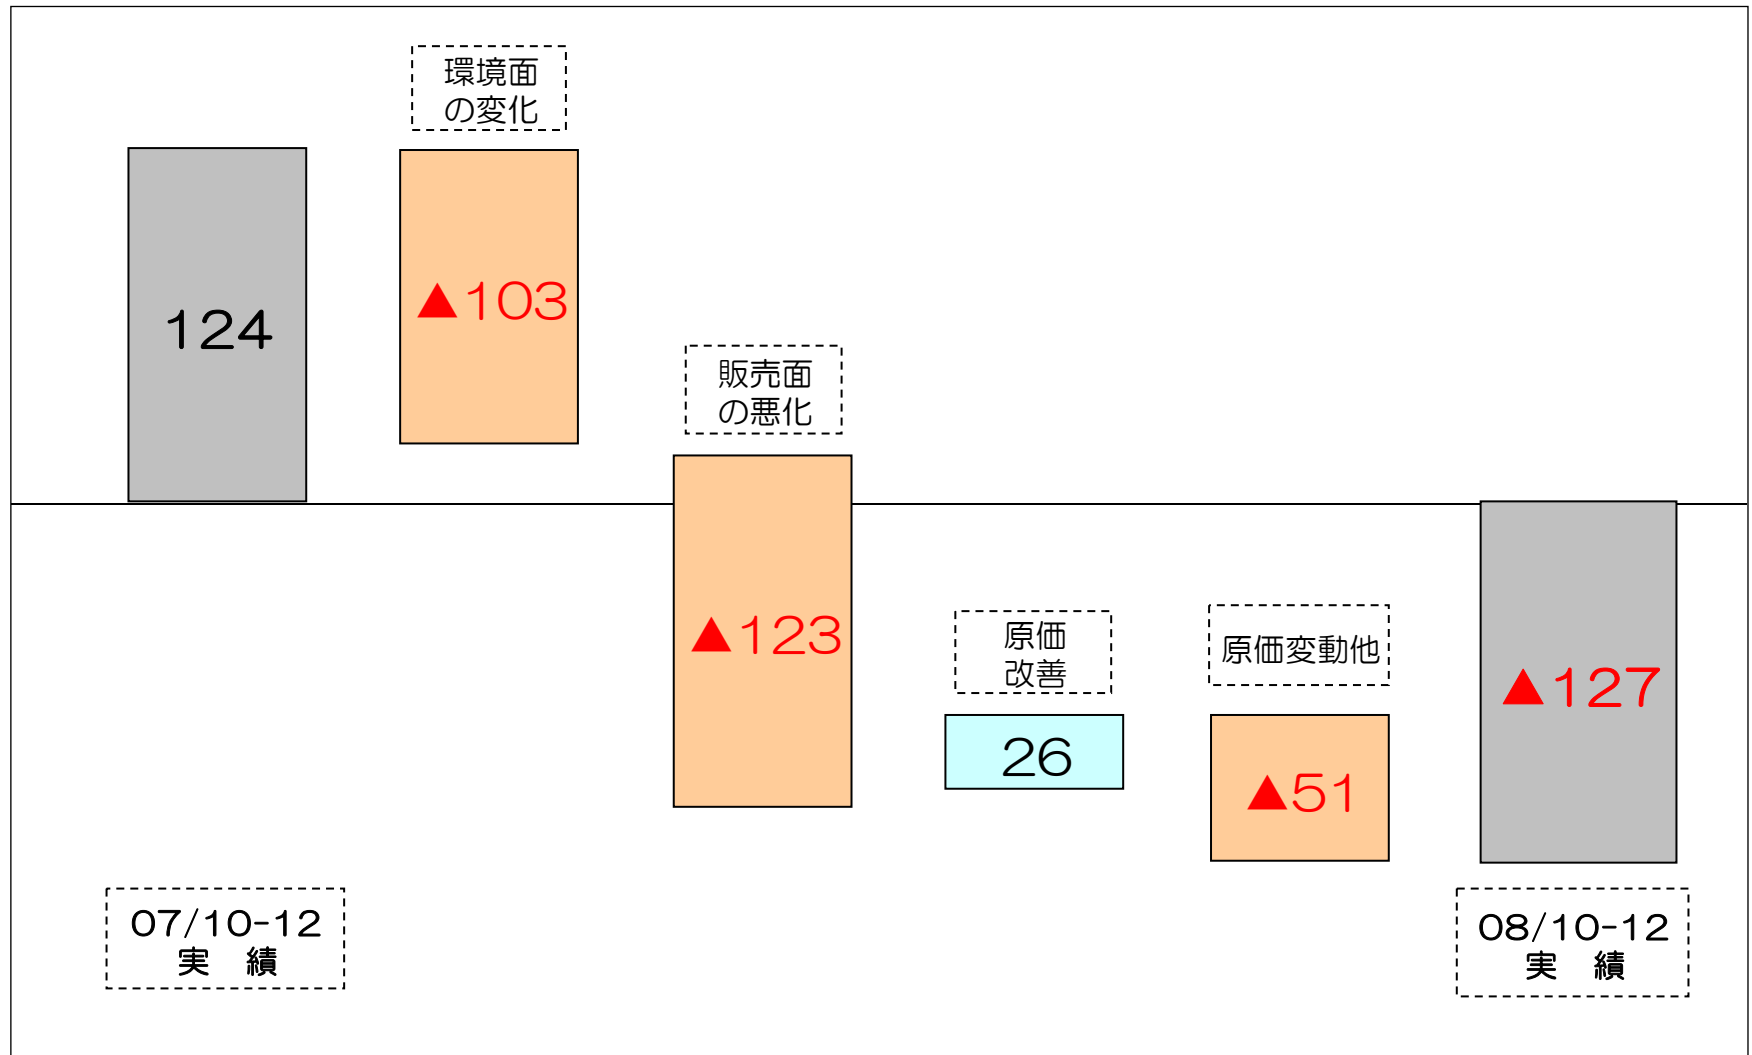 環境面
の変化
124
▲103
販売面
の悪化
▲123
原価
改善
26
原価変動他
▲51
▲127
07/10-12
実 績
08/10-12
実 績